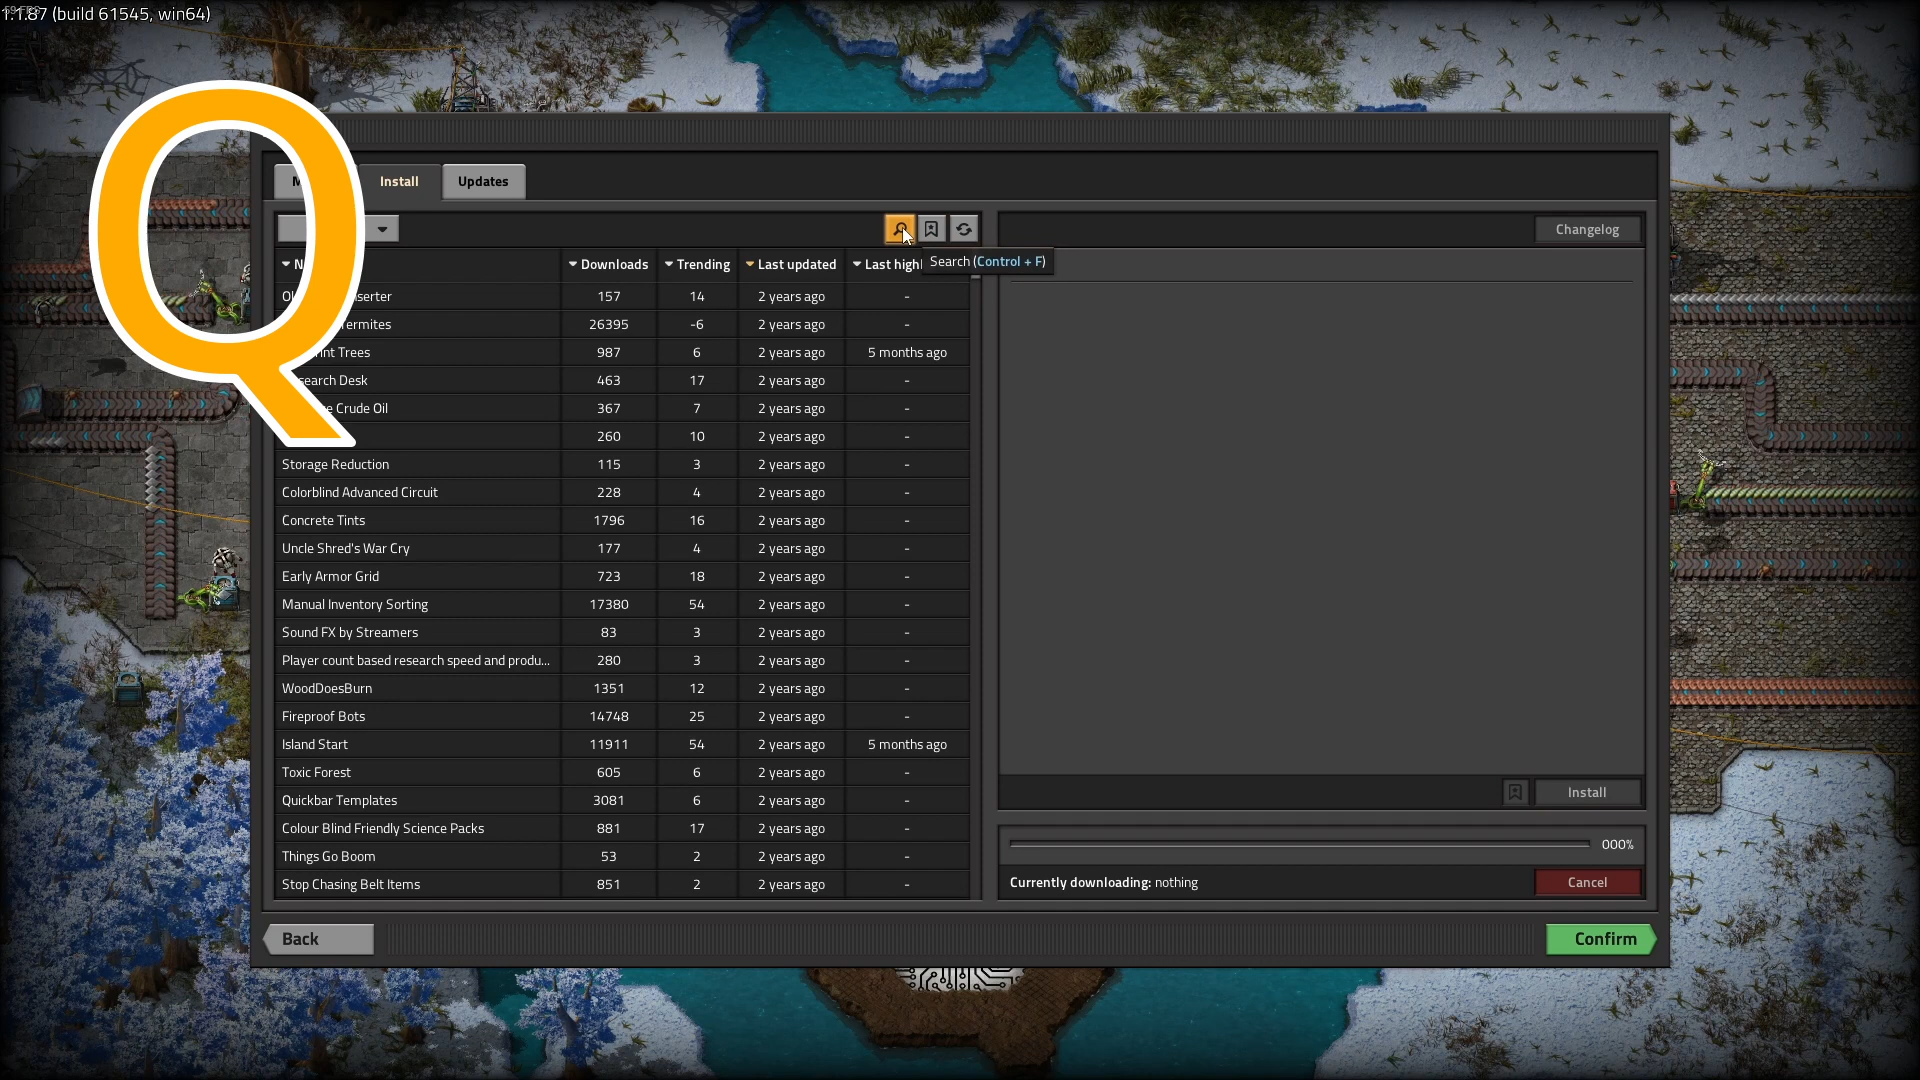 1.1.87 (build 61545, win64)
Q
Install
Updates
Changelog
Search (Control + F)
Downloads
Trending
Last updated
Last
157 14 2 years ago -
26395 -6 2 years ago -
Trees 987 6 2 years ago 5 months ago
Desk 463 17 2 years ago -
Crude Oil 367 7 2 years ago -
260 10 2 years ago -
Storage Reduction 115 3 2 years ago -
Colorblind Advanced Circuit 228 4 2 years ago -
Concrete Tints 1796 16 2 years ago -
Uncle Shred's War Cry 177 4 2 years ago -
Early Armor Grid 723 18 2 years ago -
Manual Inventory Sorting 17380 54 2 years ago -
Sound FX by Streamers 83 3 2 years ago -
Player count based research speed and produ... 280 3 2 years ago -
WoodDoesBurn 1351 12 2 years ago -
Fireproof Bots 14748 25 2 years ago -
Island Start 11911 54 2 years ago 5 months ago
Toxic Forest 605 6 2 years ago -
Quickbar Templates 3081 6 2 years ago -
Colour Blind Friendly Science Packs 881 17 2 years ago -
Things Go Boom 53 2 2 years ago -
Stop Chasing Belt Items 851 2 2 years ago -
Install
000%
Currently downloading: nothing
Cancel
Back
Confirm